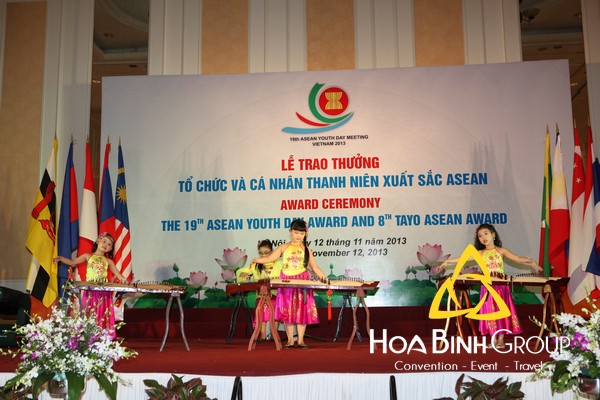 19th ASEAN YOUTH DAY MEETING
VIETNAM 2013
LỄ TRAO THƯỞNG
TỔ CHỨC VÀ CÁ NHÂN THANH NIÊN XUẤT SẮC ASEAN
AWARD CEREMONY
THE 19TH ASEAN YOUTH DAY AWARD AND 8TH TAYO ASEAN AWARD
Nội, 12 tháng 11 năm 2013
November 12, 2013
HOA BINH GROUP
Convention - Event - Travel